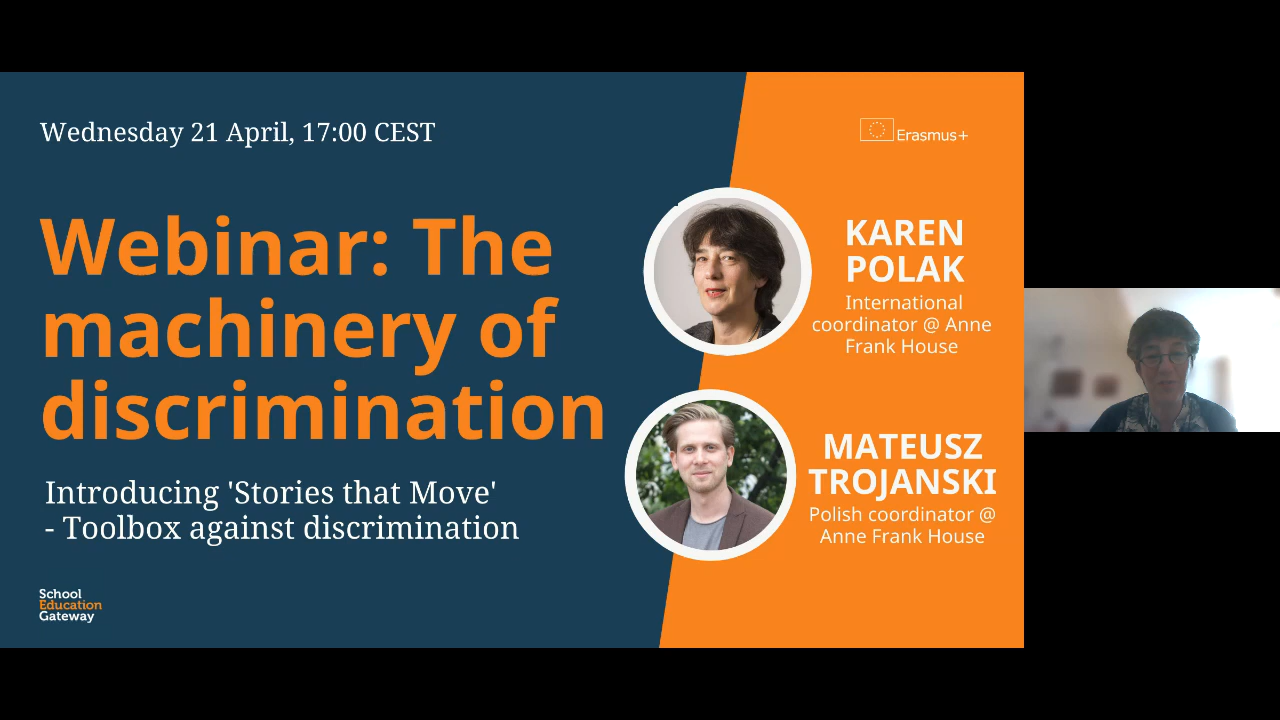 Wednesday 21 April, 17:00 CEST
Erasmus+
Webinar: The
machinery of
discrimination
Introducing 'Stories that Move'
- Toolbox against discrimination
KAREN
POLAK
International
coordinator @ Anne
Frank House
MATEUSZ
TROJANSKI
Polish coordinator @
Anne Frank House
School
Education
Gateway